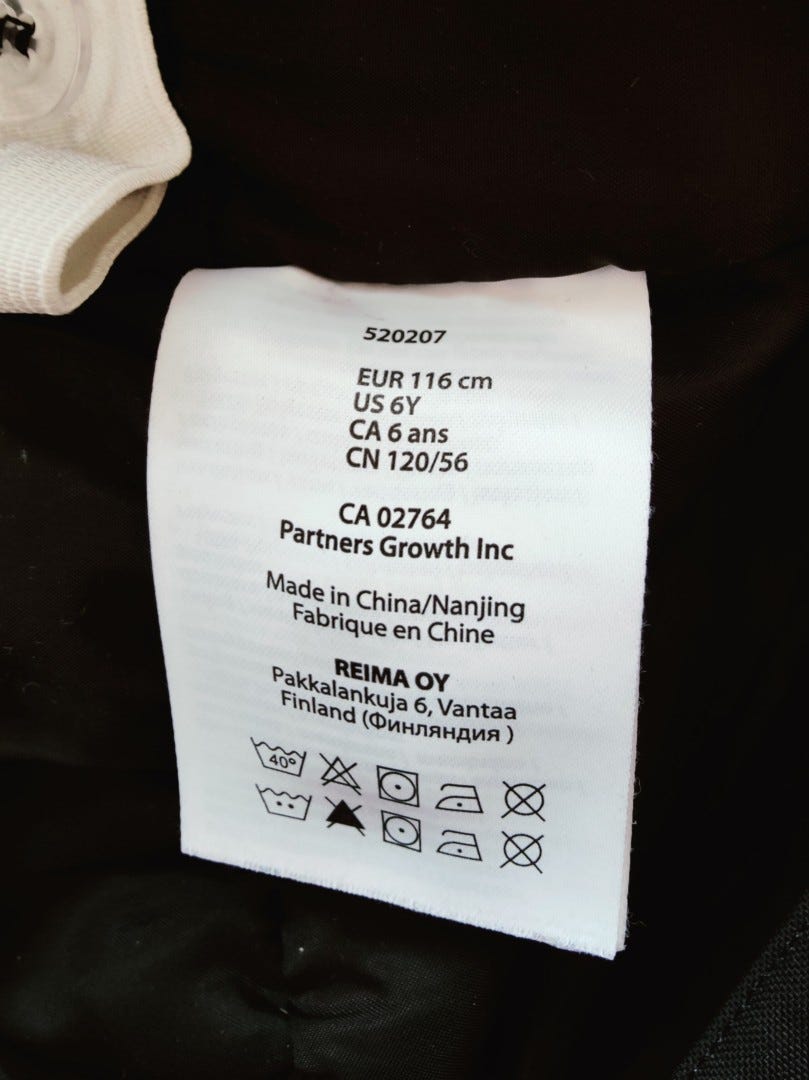 520207
EUR 116 cm
US 6Y
CA 6 ans
CN 120/56
CA 02764
Partners Growth Inc
Made in China/Nanjing
Fabrique en Chine
REIMA OY
Pakkalankuja 6, Vantaa
Finland (Финляндия )
40°